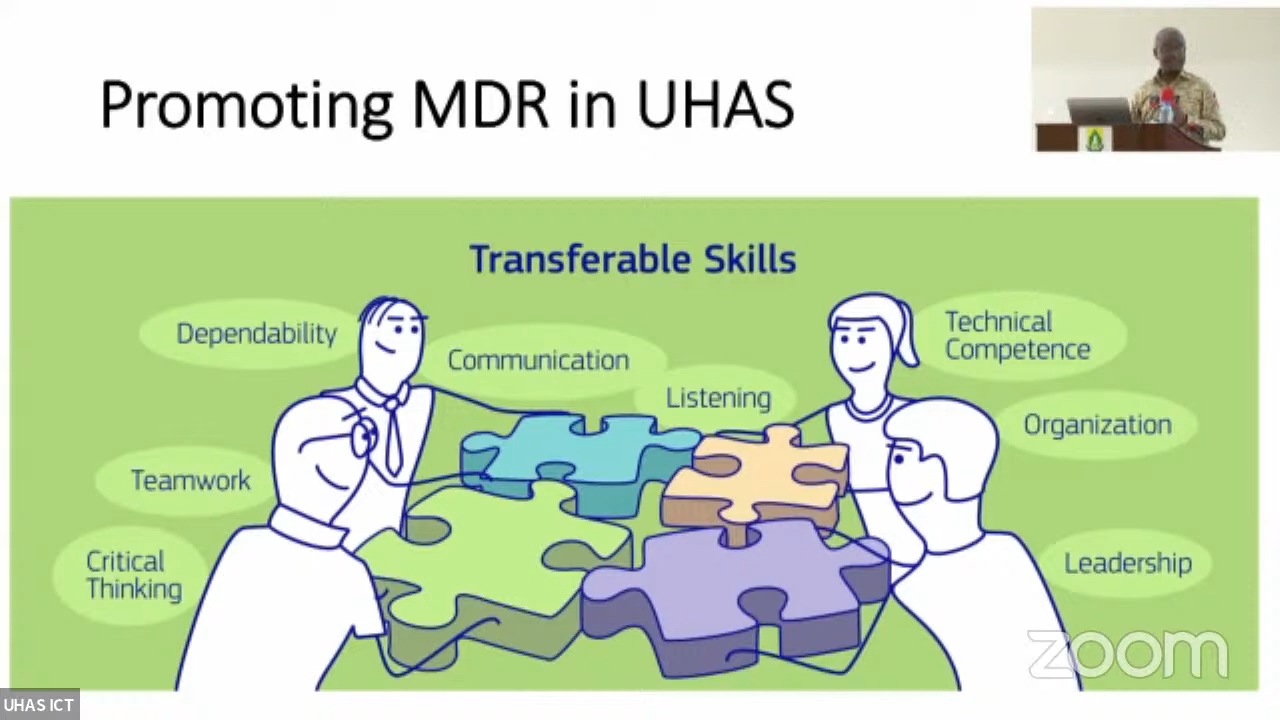 Promoting MDR in UHAS
Transferable Skills
Dependability
Communication
Listening
Technical
Competence
Organization
Teamwork
Critical
Thinking
Leadership
zoom
UHAS ICT